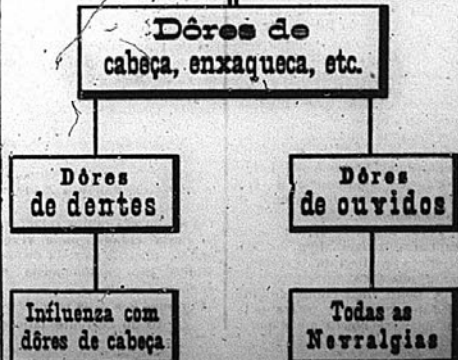 Dôres de
cabeça, enxaqueca, etc.
Dôres
de dentes
Dôres
de ouvidos
Influenza com
dôres de cabeça
Todas as
Nevralgias